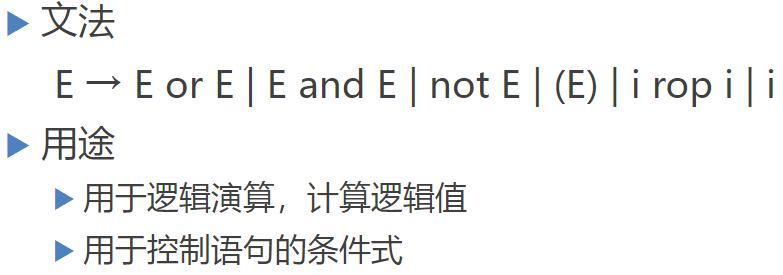 文法
E → E or E | E and E | not E | (E) | i rop i | i
用途
用于逻辑演算，计算逻辑值
用于控制语句的条件式